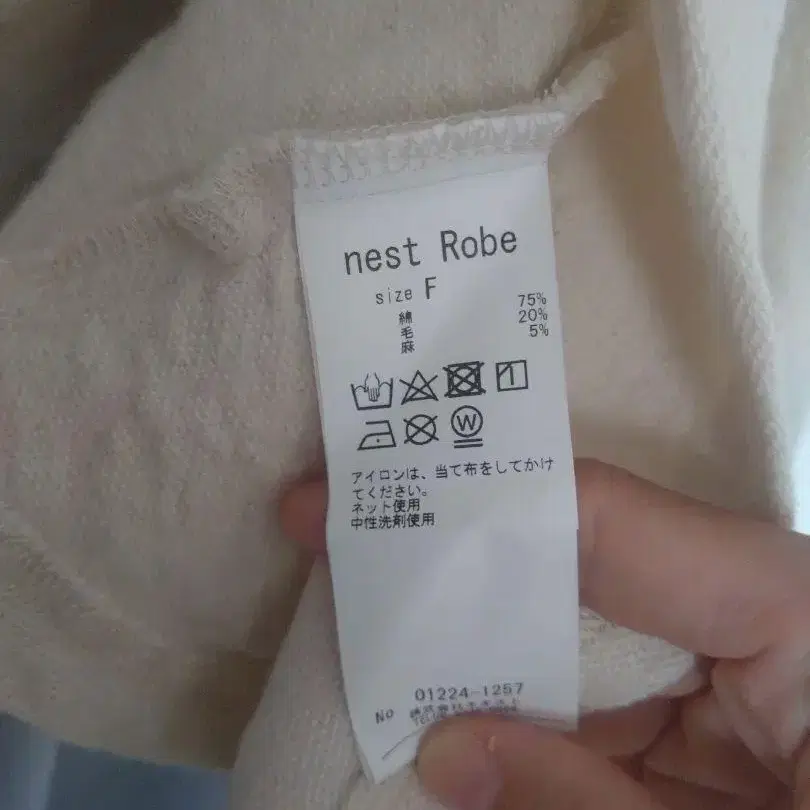 nest Robe
size F
綿 75%
毛 20%
麻 5%
W
アイロンは、当て布をしてかけ
てください。
ネット使用
中性洗剤使用
No 01224-1257